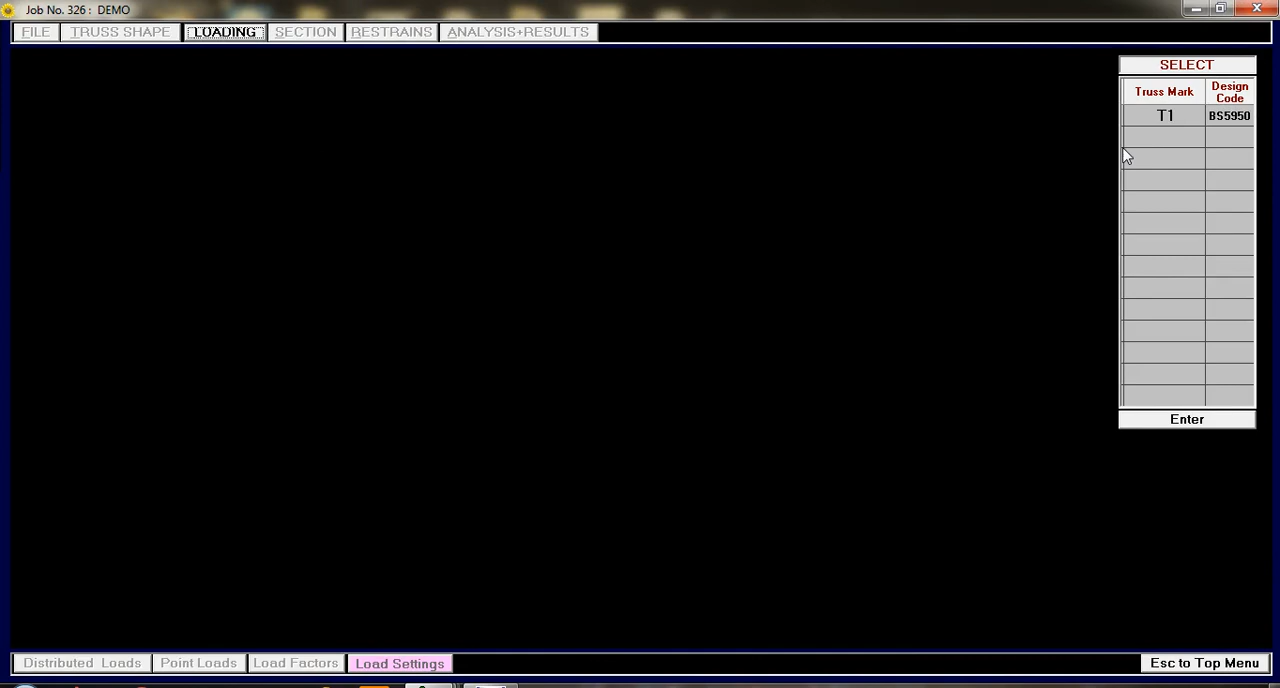 Job No. 326 : DEMO
FILE TRUSS SHAPE LOADING SECTION RESTRAINS ANALYSIS+RESULTS
SELECT
Truss Mark Design Code
T1 BS5950
Enter
Distributed Loads Point Loads Load Factors Load Settings Esc to Top Menu